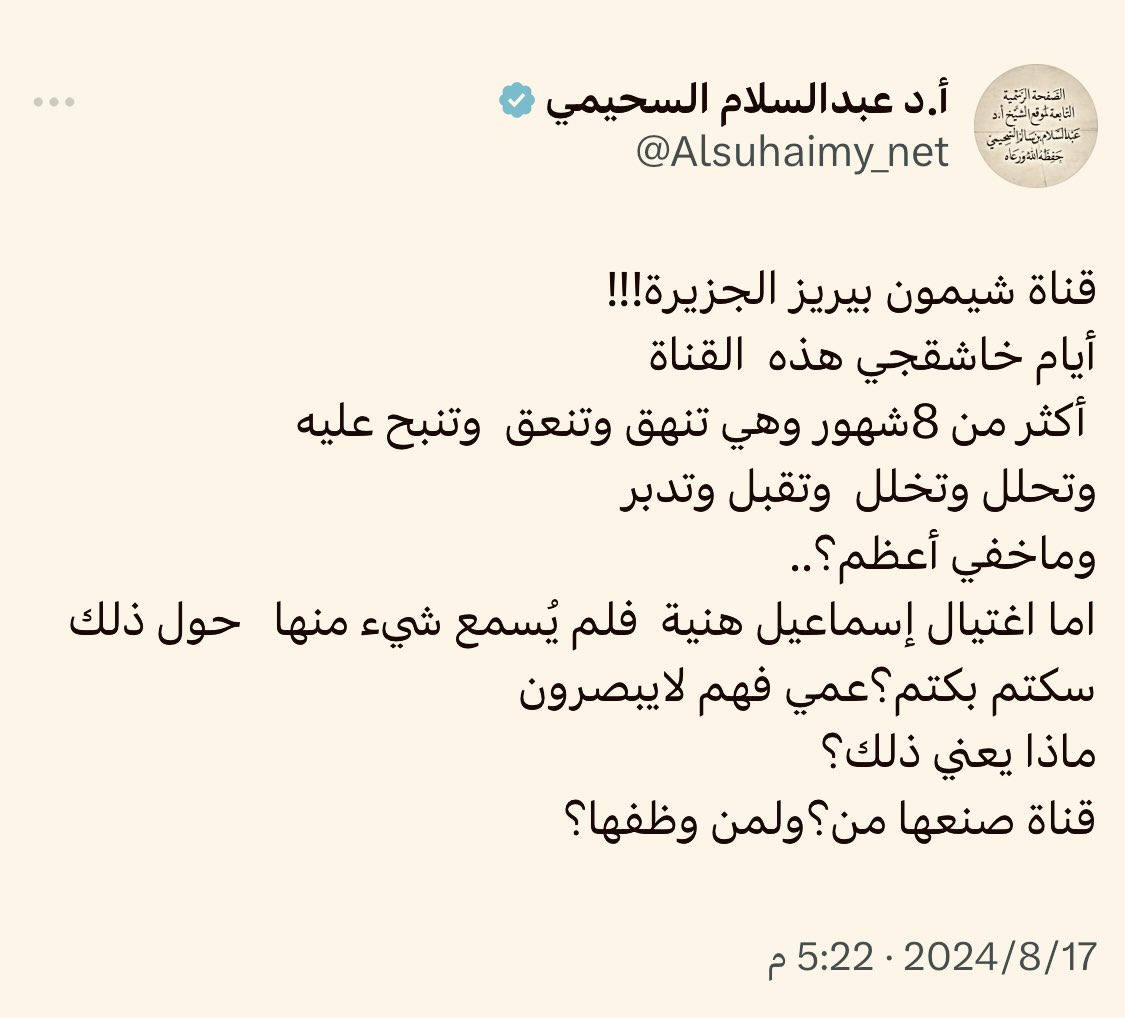 أ.د عبدالسلام السحيمي
@Alsuhaimy_net
الصفحة الرسمية
التابعة لموقع الشيخ أ.د
عبدالسلام بن سالم السحيمي
حفظه الله ورعاه
قناة شيمون بيريز الجزيرة!!!
أيام خاشقجي هذه القناة
أكثر من 8شهور وهي تنهق وتنعق وتنبح عليه
وتحلل وتخلل وتقبل وتدبر
وماخفي أعظم؟..
اما اغتيال إسماعيل هنية فلم يُسمع شيء منها حول ذلك
سكتم بكتم؟عمي فهم لايبصرون
ماذا يعني ذلك؟
قناة صنعها من؟ولمن وظفها؟
2024/8/17 · 5:22 م